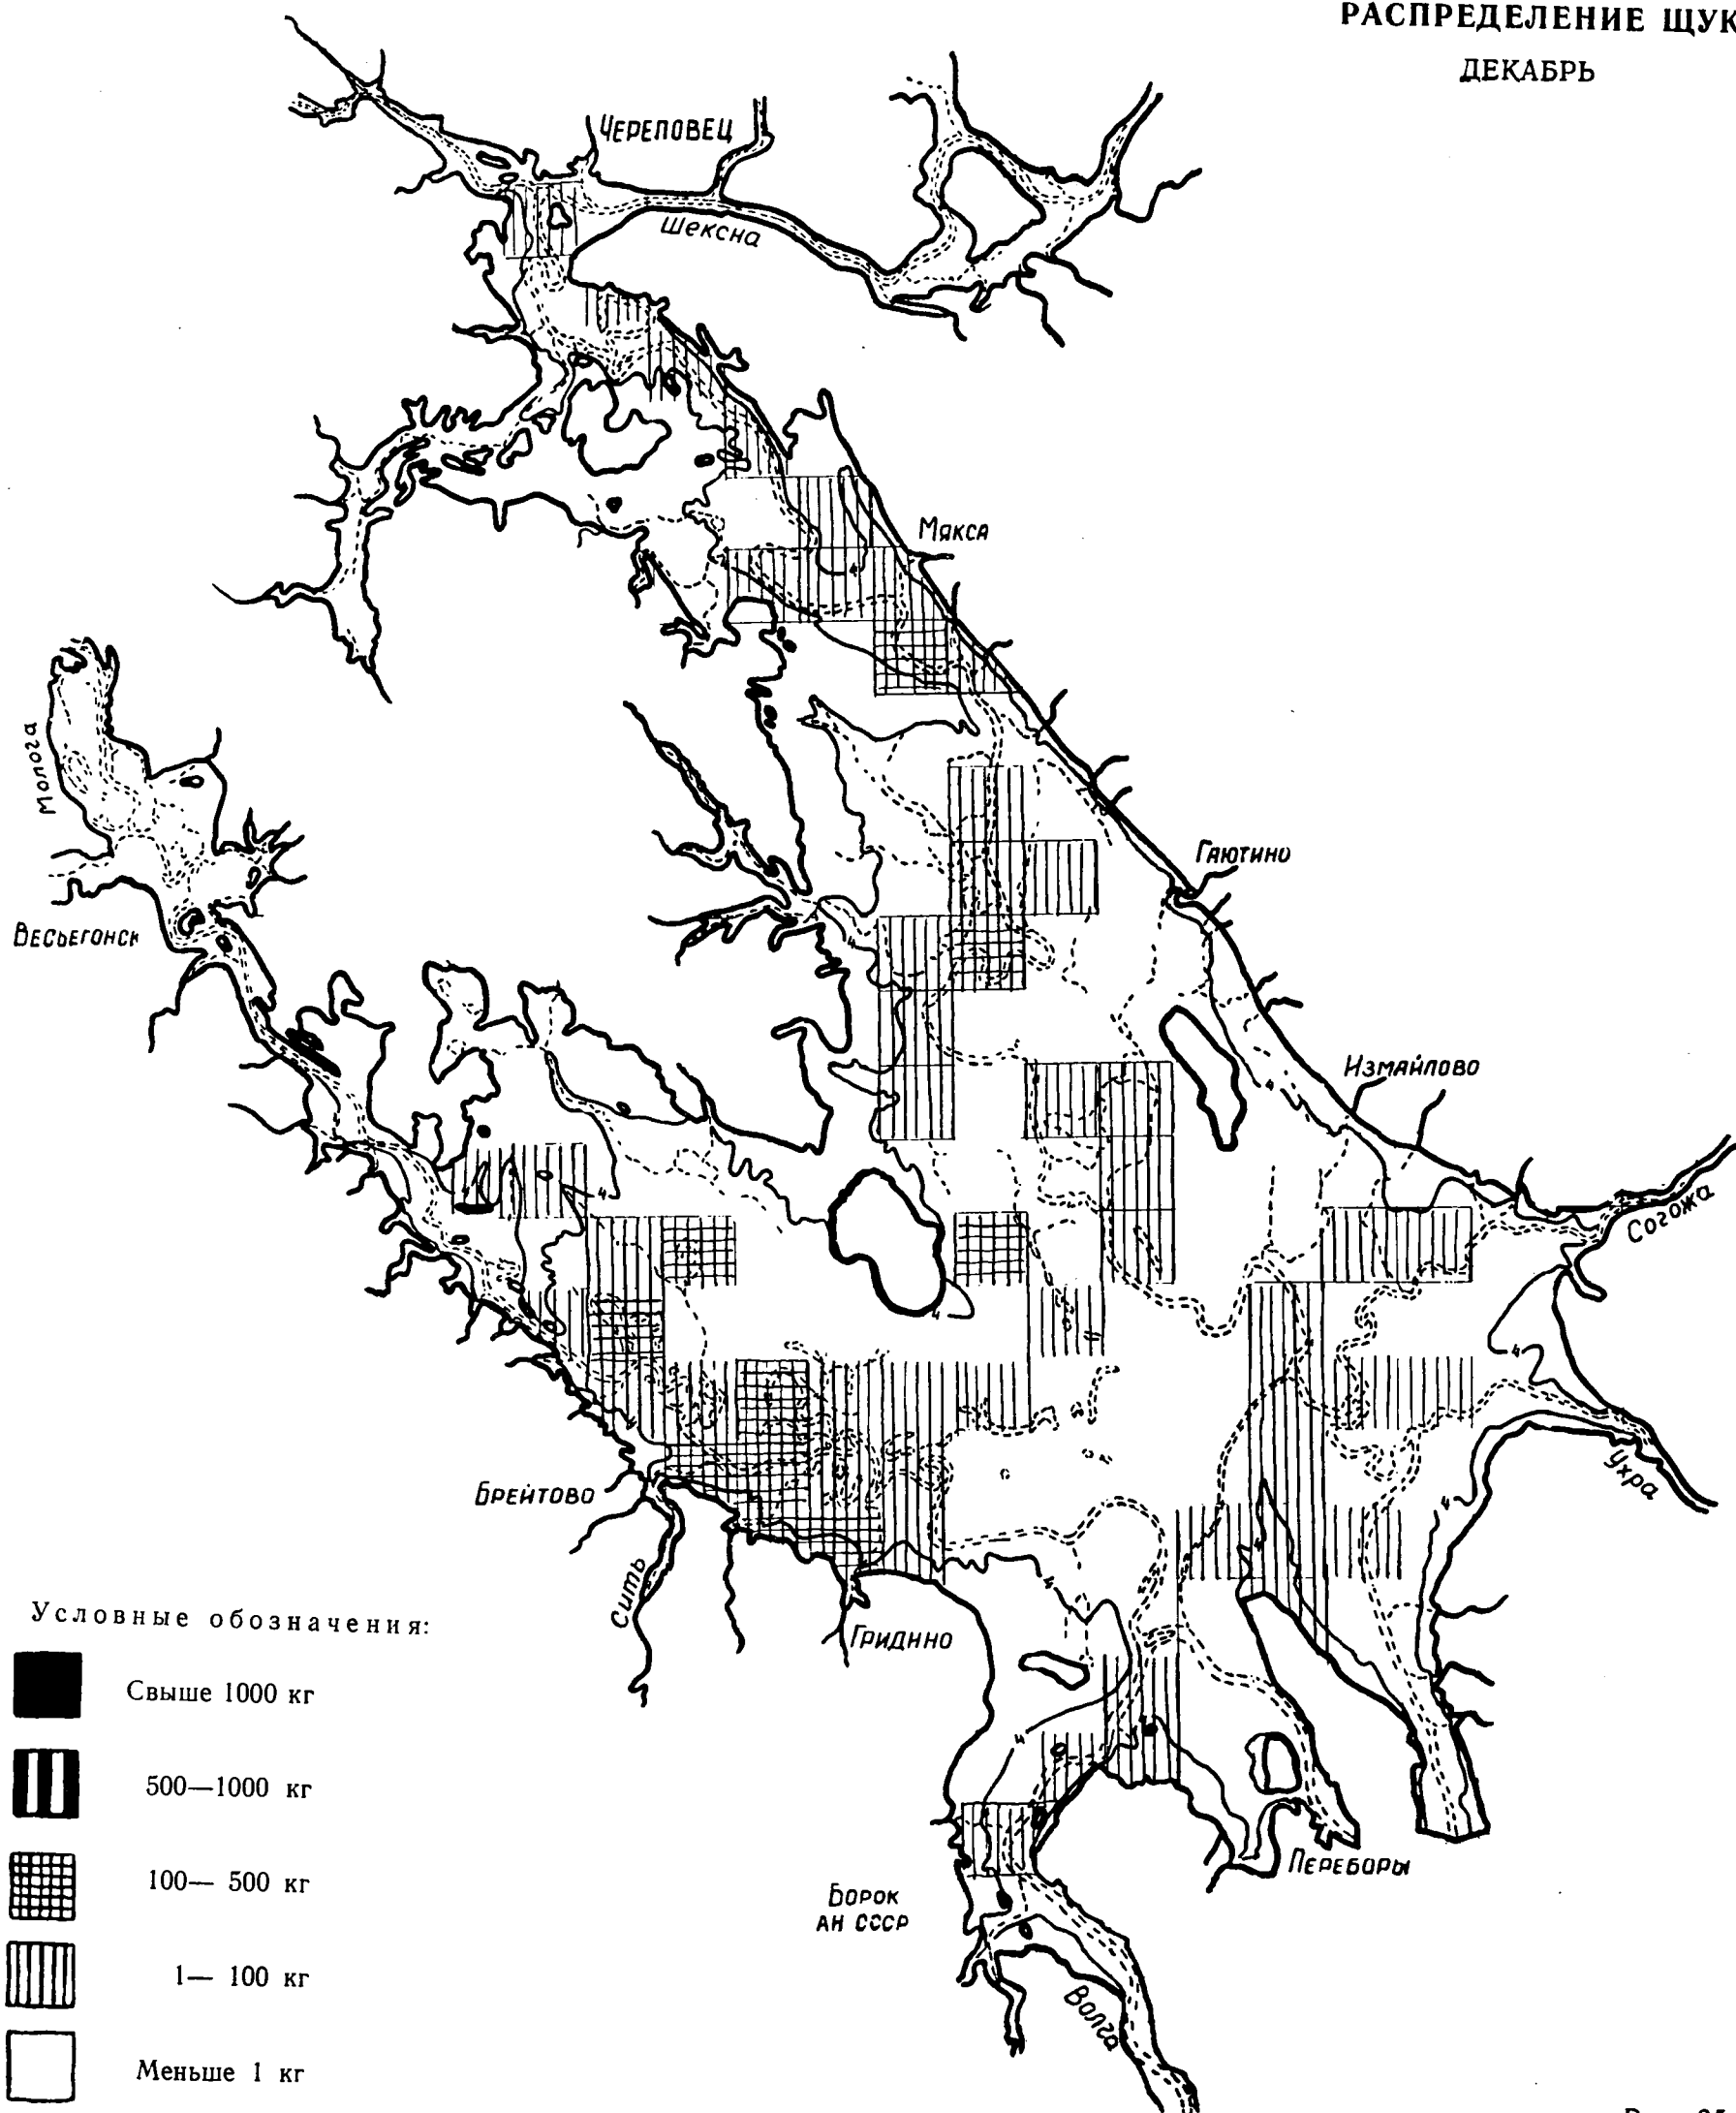 РАСПРЕДЕЛЕНИЕ ЩУК
ДЕКАБРЬ
ЧЕРЕПОВЕЦ
Шексна
Мякса
Молога
Гаютино
Весьегонск
Измайлово
Согожа
Ухра
Брейтово
Сить
Гридино
Переборы
Борок
АН СССР
Волга
Условные обозначения:
Свыше 1000 кг
500—1000 кг
100— 500 кг
1— 100 кг
Меньше 1 кг